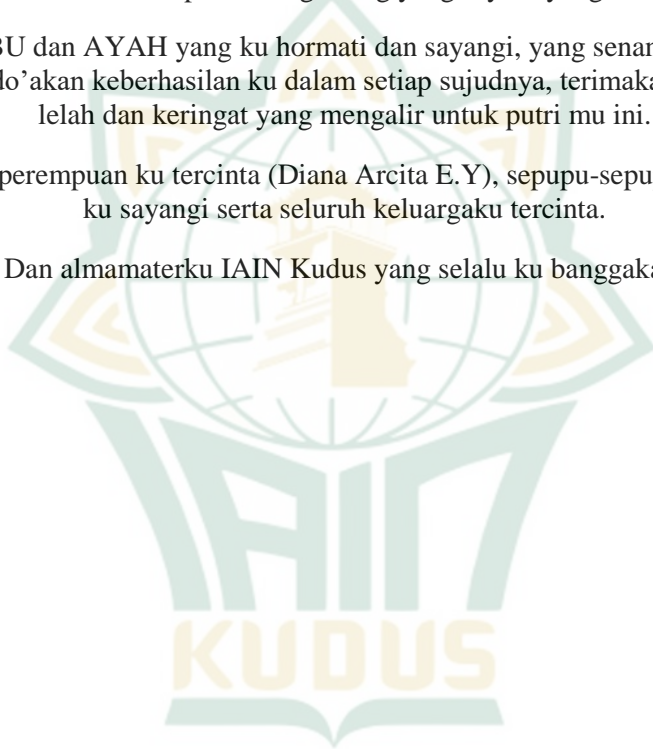 BU dan AYAH yang ku hormati dan sayangi, yang senan
do’akan keberhasilan ku dalam setiap sujudnya, terimaka
lelah dan keringat yang mengalir untuk putri mu ini.
perempuan ku tercinta (Diana Arcita E.Y), sepupu-sepu
ku sayangi serta seluruh keluargaku tercinta.
Dan almamaterku IAIN Kudus yang selalu ku banggaka
IAIN
KUDUS